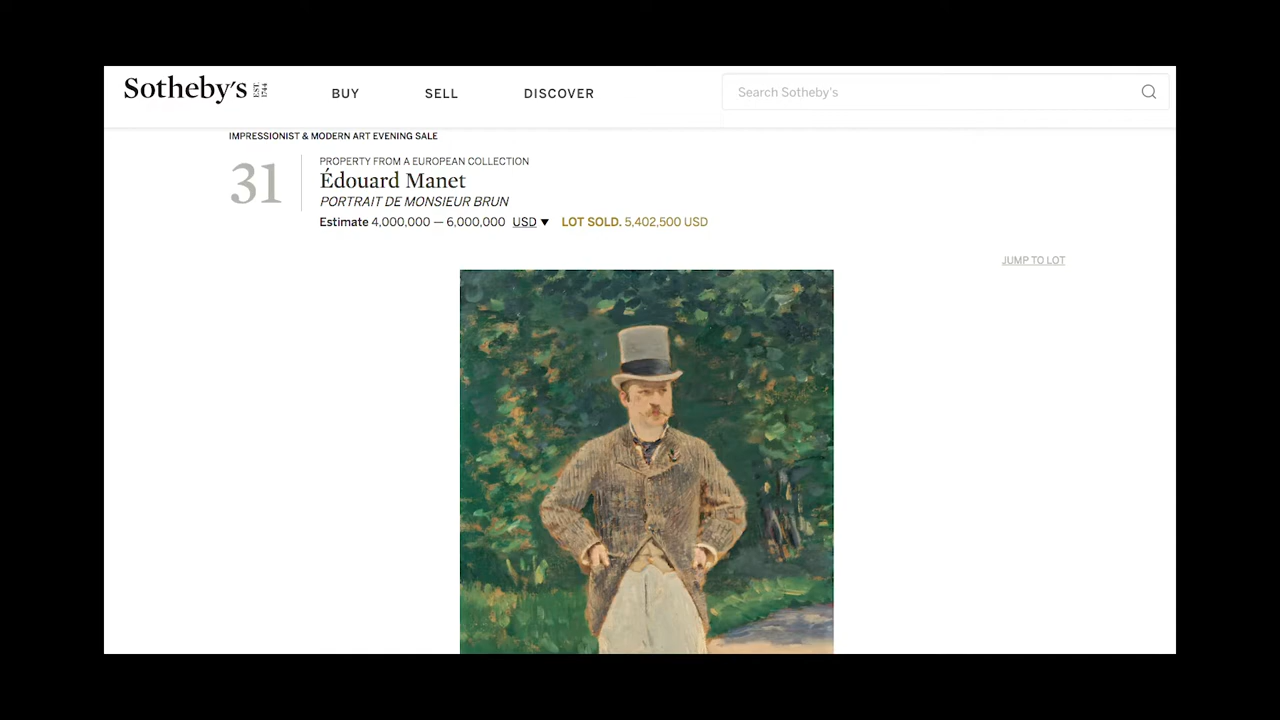 Sotheby's EST. 1744
BUY
SELL
DISCOVER
Search Sotheby's
IMPRESSIONIST & MODERN ART EVENING SALE
31
PROPERTY FROM A EUROPEAN COLLECTION
Édouard Manet
PORTRAIT DE MONSIEUR BRUN
Estimate 4,000,000 — 6,000,000 USD ▼ LOT SOLD. 5,402,500 USD
JUMP TO LOT